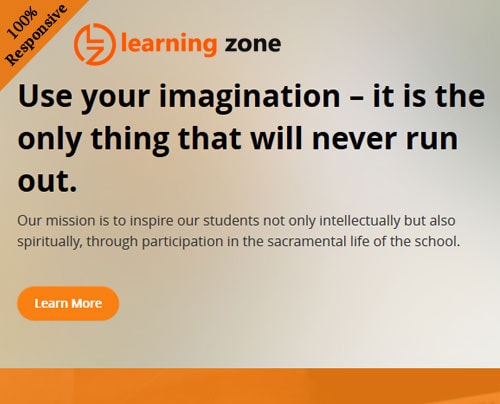 100%
Responsive
LZ learning zone
Use your imagination – it is the
only thing that will never run
out.
Our mission is to inspire our students not only intellectually but also
spiritually, through participation in the sacramental life of the school.
Learn More